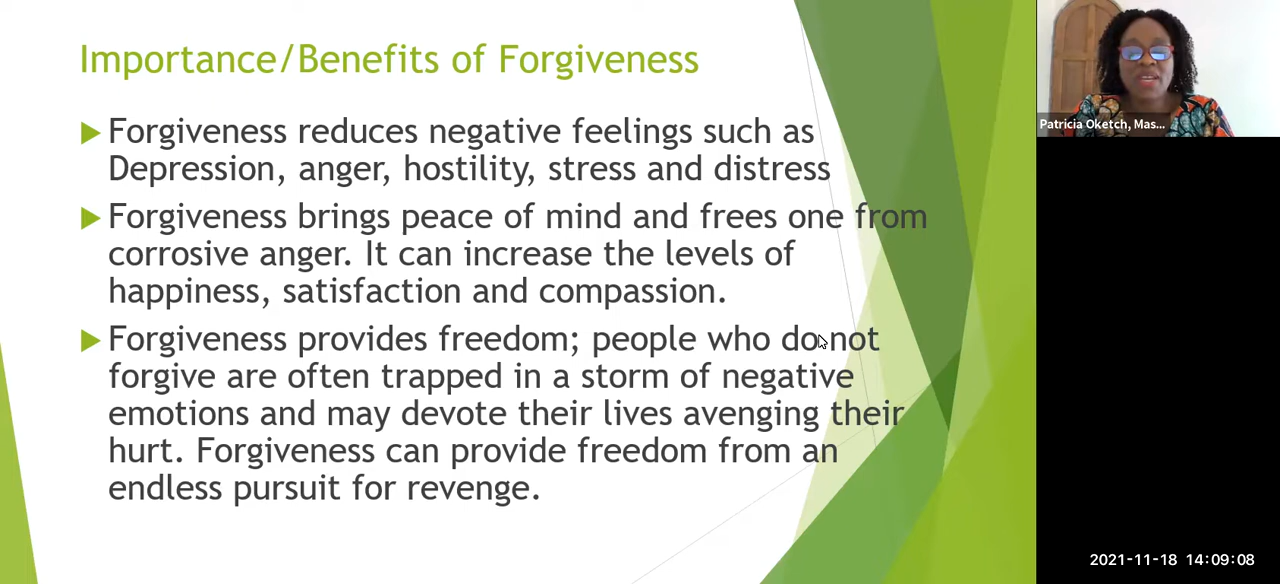 Importance/Benefits of Forgiveness
Forgiveness reduces negative feelings such as
Depression, anger, hostility, stress and distress
Forgiveness brings peace of mind and frees one from
corrosive anger. It can increase the levels of
happiness, satisfaction and compassion.
Forgiveness provides freedom; people who do not
forgive are often trapped in a storm of negative
emotions and may devote their lives avenging their
hurt. Forgiveness can provide freedom from an
endless pursuit for revenge.
Patricia Oketch, Mas...
2021-11-18 14:09:08